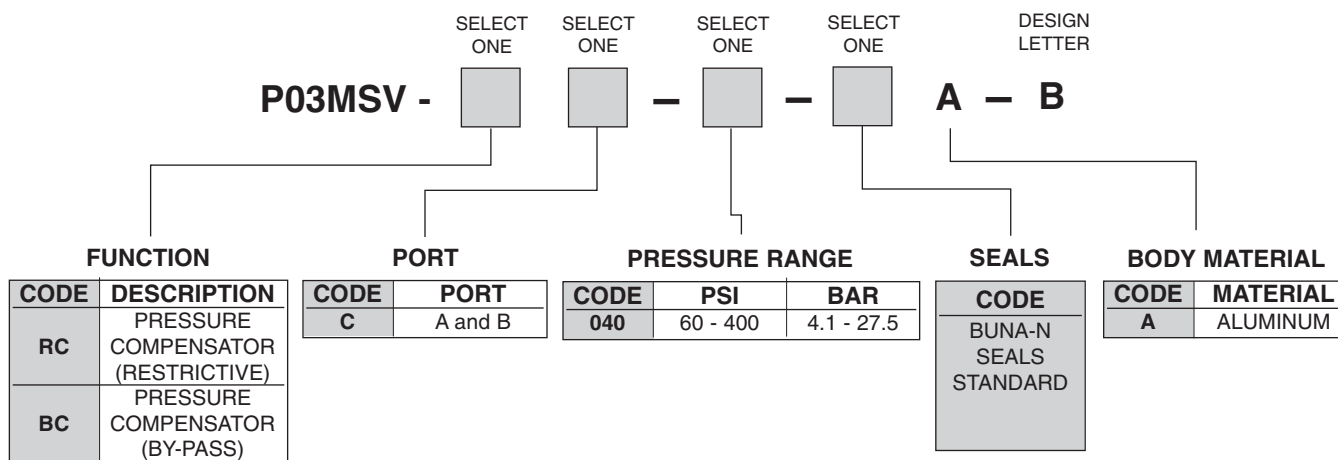 SELECT ONE SELECT ONE SELECT ONE SELECT ONE DESIGN LETTER
P03MSV - – – A – B
FUNCTION
CODE DESCRIPTION
RC PRESSURE
COMPENSATOR
(RESTRICTIVE)
BC PRESSURE
COMPENSATOR
(BY-PASS)
PORT
CODE PORT
C A and B
PRESSURE RANGE
CODE PSI BAR
040 60 - 400 4.1 - 27.5
SEALS
CODE
BUNA-N
SEALS
STANDARD
BODY MATERIAL
CODE MATERIAL
A ALUMINUM